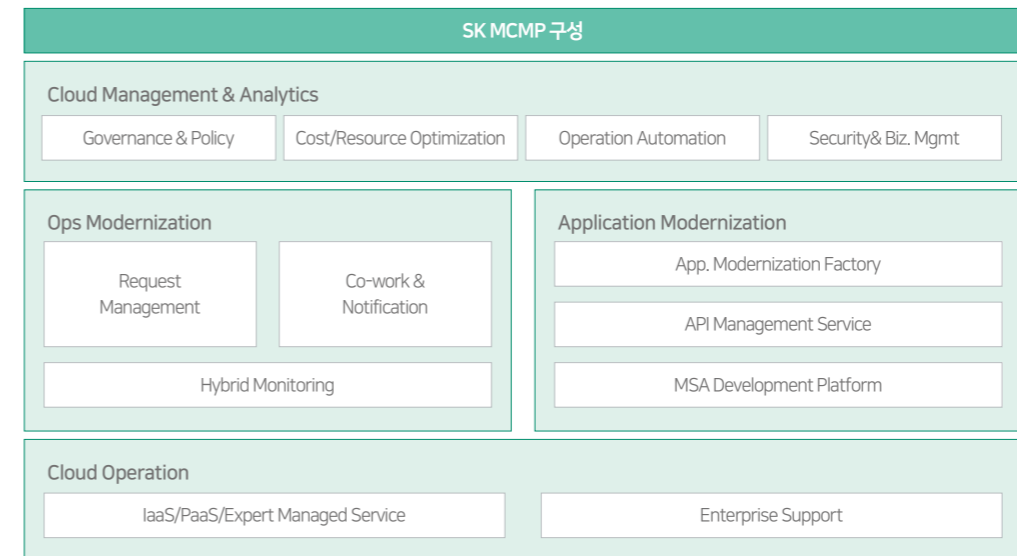 SK MCMP 구성
Cloud Management & Analytics
Governance & Policy
Cost/Resource Optimization
Operation Automation
Security& Biz. Mgmt
Ops Modernization
Request
Management
Co-work &
Notification
Hybrid Monitoring
Application Modernization
App. Modernization Factory
API Management Service
MSA Development Platform
Cloud Operation
IaaS/PaaS/Expert Managed Service
Enterprise Support